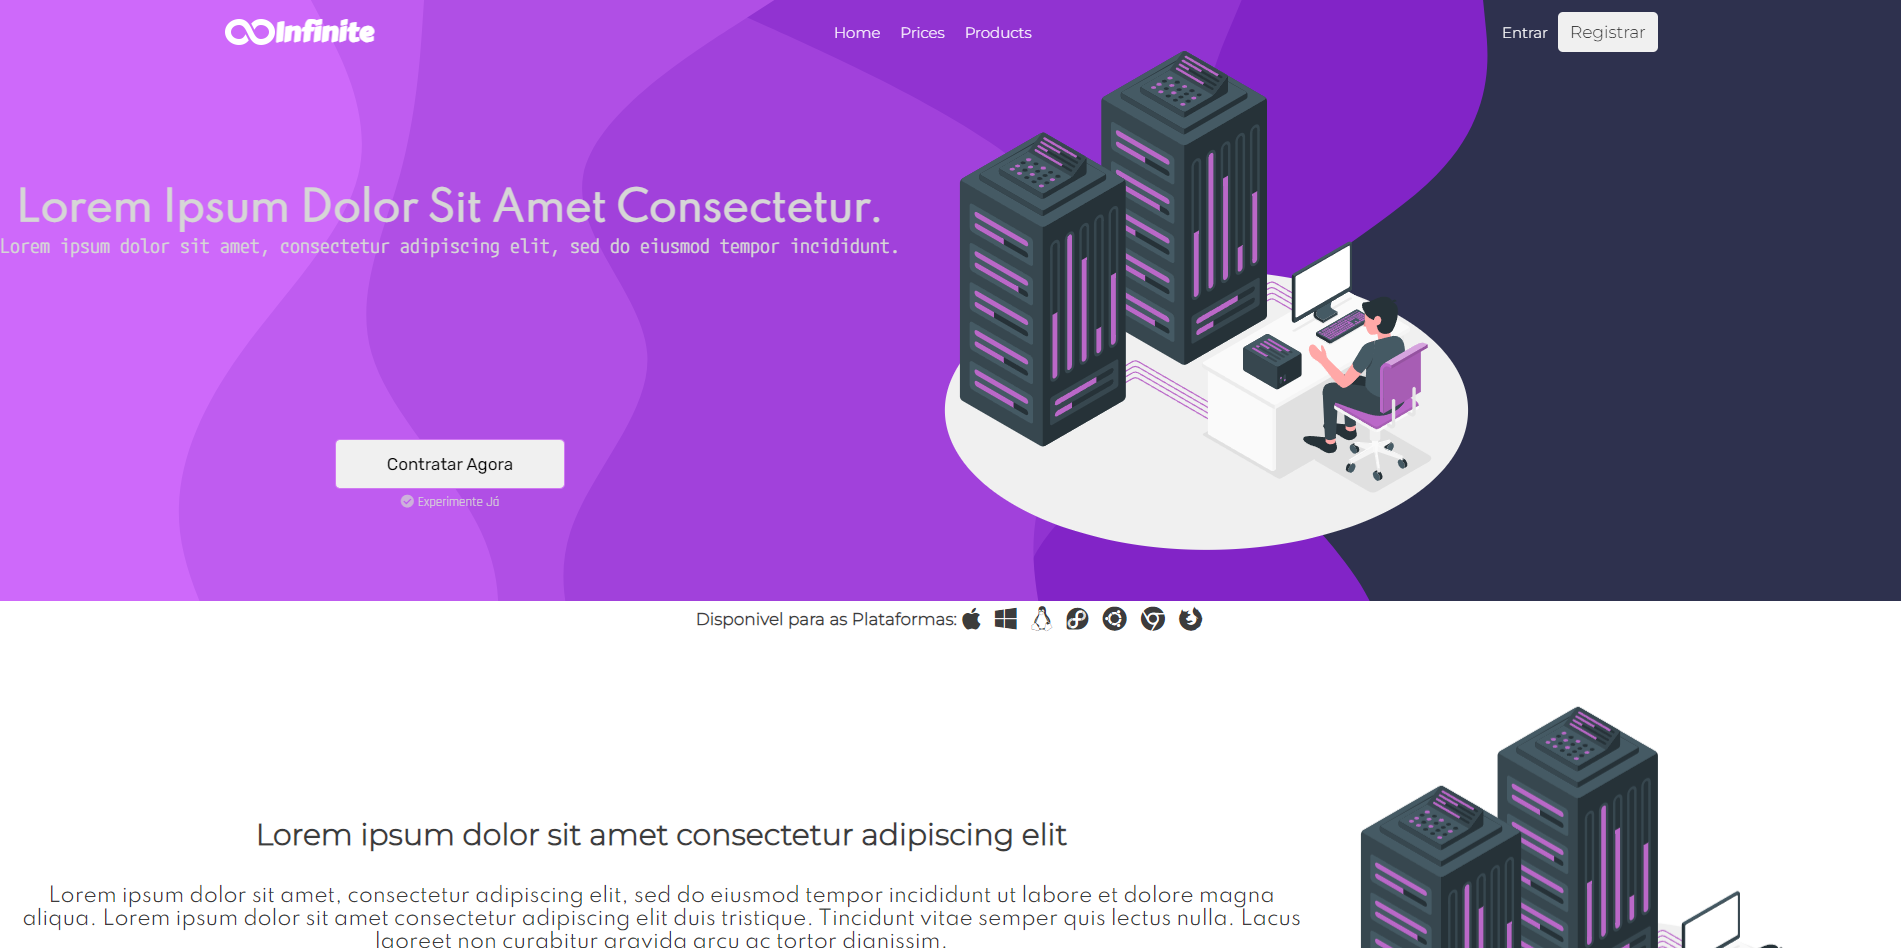 Infinite
Home Prices Products
Entrar Registrar
Lorem Ipsum Dolor Sit Amet Consectetur.
Lorem ipsum dolor sit amet, consectetur adipiscing elit, sed do eiusmod tempor incididunt.
Contratar Agora
Experimente Já
Disponivel para as Plataformas:
Lorem ipsum dolor sit amet consectetur adipiscing elit
Lorem ipsum dolor sit amet, consectetur adipiscing elit, sed do eiusmod tempor incididunt ut labore et dolore magna
aliqua. Lorem ipsum dolor sit amet consectetur adipiscing elit duis tristique. Tincidunt vitae semper quis lectus nulla. Lacus
laoreet non curabitur gravida arcu ac tortor dignissim.